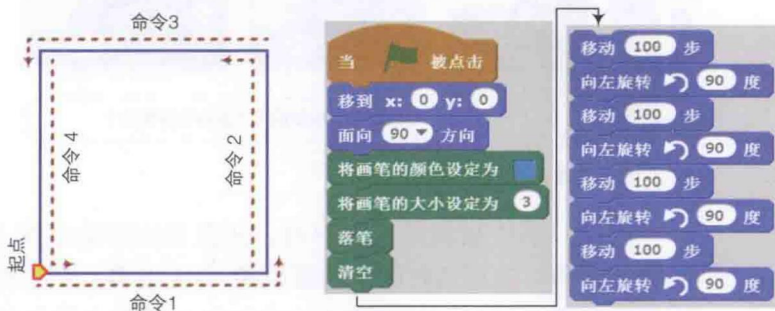 命令3
命令4
命令2
起点
命令1
当 被点击
移到 x: 0 y: 0
面向 90 方向
将画笔的颜色设定为
将画笔的大小设定为 3
落笔
清空
移动 100 步
向左旋转 90 度
移动 100 步
向左旋转 90 度
移动 100 步
向左旋转 90 度
移动 100 步
向左旋转 90 度